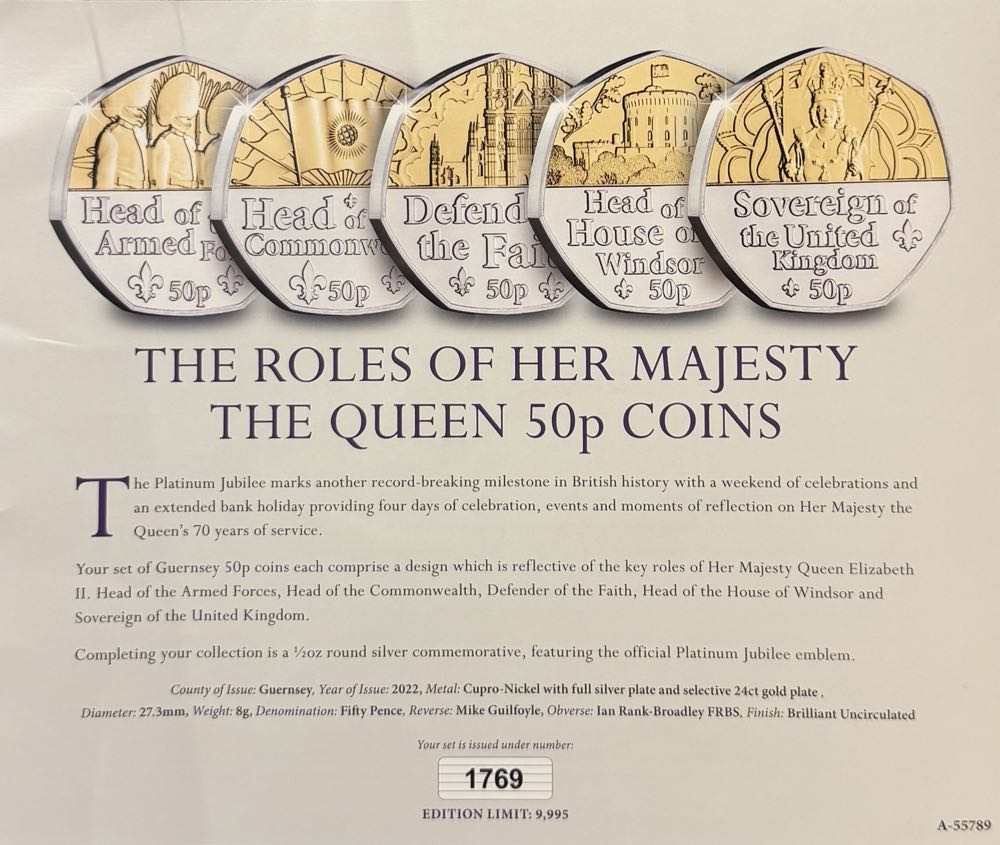 Head of
Armed Fo
50p
Head of
Commonw
50p
Defend
the Fai
50p
Head of
House of
Windsor
50p
Sovereign of
the United
Kingdom
50p
THE ROLES OF HER MAJESTY
THE QUEEN 50p COINS
The Platinum Jubilee marks another record-breaking milestone in British history with a weekend of celebrations and
an extended bank holiday providing four days of celebration, events and moments of reflection on Her Majesty the
Queen's 70 years of service.
Your set of Guernsey 50p coins each comprise a design which is reflective of the key roles of Her Majesty Queen Elizabeth
II. Head of the Armed Forces, Head of the Commonwealth, Defender of the Faith, Head of the House of Windsor and
Sovereign of the United Kingdom.
Completing your collection is a ½oz round silver commemorative, featuring the official Platinum Jubilee emblem.
County of Issue: Guernsey, Year of Issue: 2022, Metal: Cupro-Nickel with full silver plate and selective 24ct gold plate ,
Diameter: 27.3mm, Weight: 8g, Denomination: Fifty Pence, Reverse: Mike Guilfoyle, Obverse: Ian Rank-Broadley FRBS, Finish: Brilliant Uncirculated
Your set is issued under number:
1769
EDITION LIMIT: 9,995
A-55789